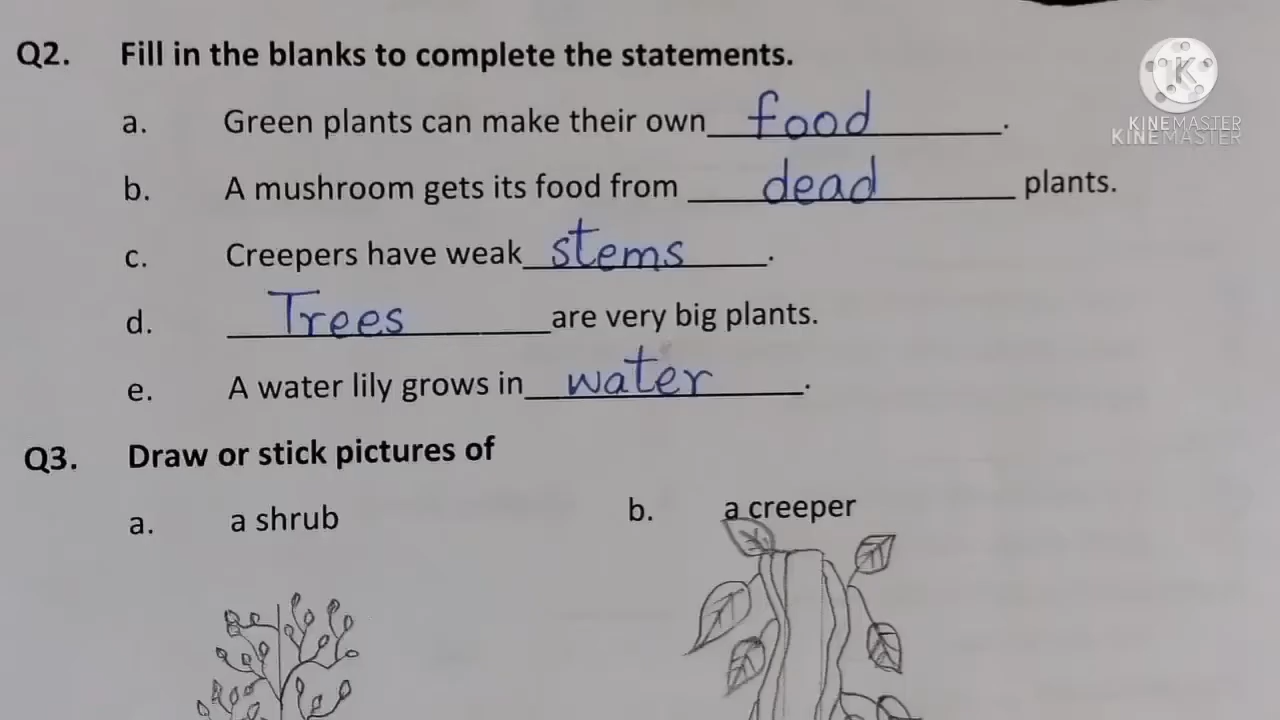 Q2. Fill in the blanks to complete the statements.
KINEMASTER
KINEMASTER
a. Green plants can make their own food.
b. A mushroom gets its food from dead plants.
c. Creepers have weak stems.
d. Trees are very big plants.
e. A water lily grows in water.
Q3. Draw or stick pictures of
a. a shrub b. a creeper